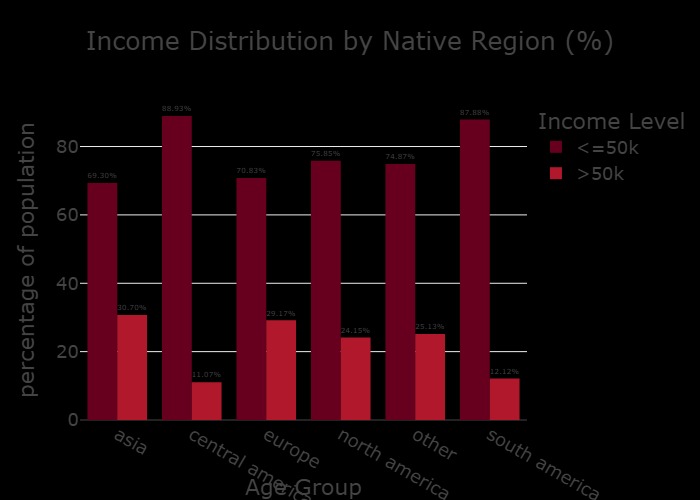 Income Distribution by Native Region (%)
percentage of population
Income Level
<=50k
>50k
80
60
40
20
0
69.30%
30.70%
88.93%
11.07%
70.83%
29.17%
75.85%
24.15%
74.87%
25.13%
87.88%
12.12%
asia
central america
europe
north america
other
south america
Age Group